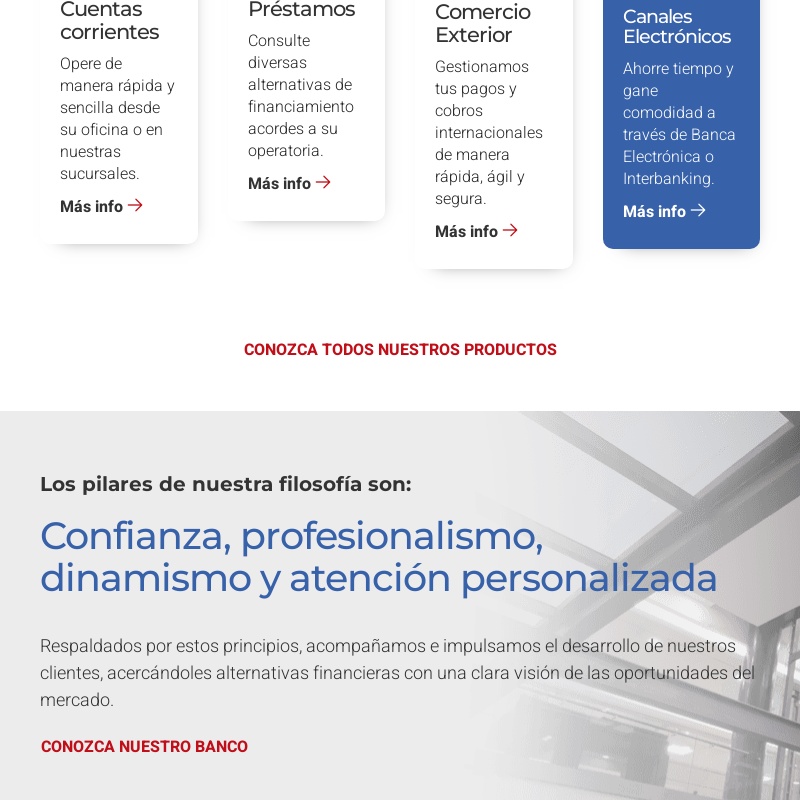 Cuentas
corrientes
Opere de
manera rápida y
sencilla desde
su oficina o en
nuestras
sucursales.
Más info
Préstamos
Consulte
diversas
alternativas de
financiamiento
acordes a su
operatoria.
Más info
Comercio
Exterior
Gestionamos
tus pagos y
cobros
internacionales
de manera
rápida, ágil y
segura.
Más info
Canales
Electrónicos
Ahorre tiempo y
gane
comodidad a
través de Banca
Electrónica o
Interbanking.
Más info
CONOZCA TODOS NUESTROS PRODUCTOS
Los pilares de nuestra filosofía son:
Confianza, profesionalismo,
dinamismo y atención personalizada
Respaldados por estos principios, acompañamos e impulsamos el desarrollo de nuestros
clientes, acercándoles alternativas financieras con una clara visión de las oportunidades del
mercado.
CONOZCA NUESTRO BANCO